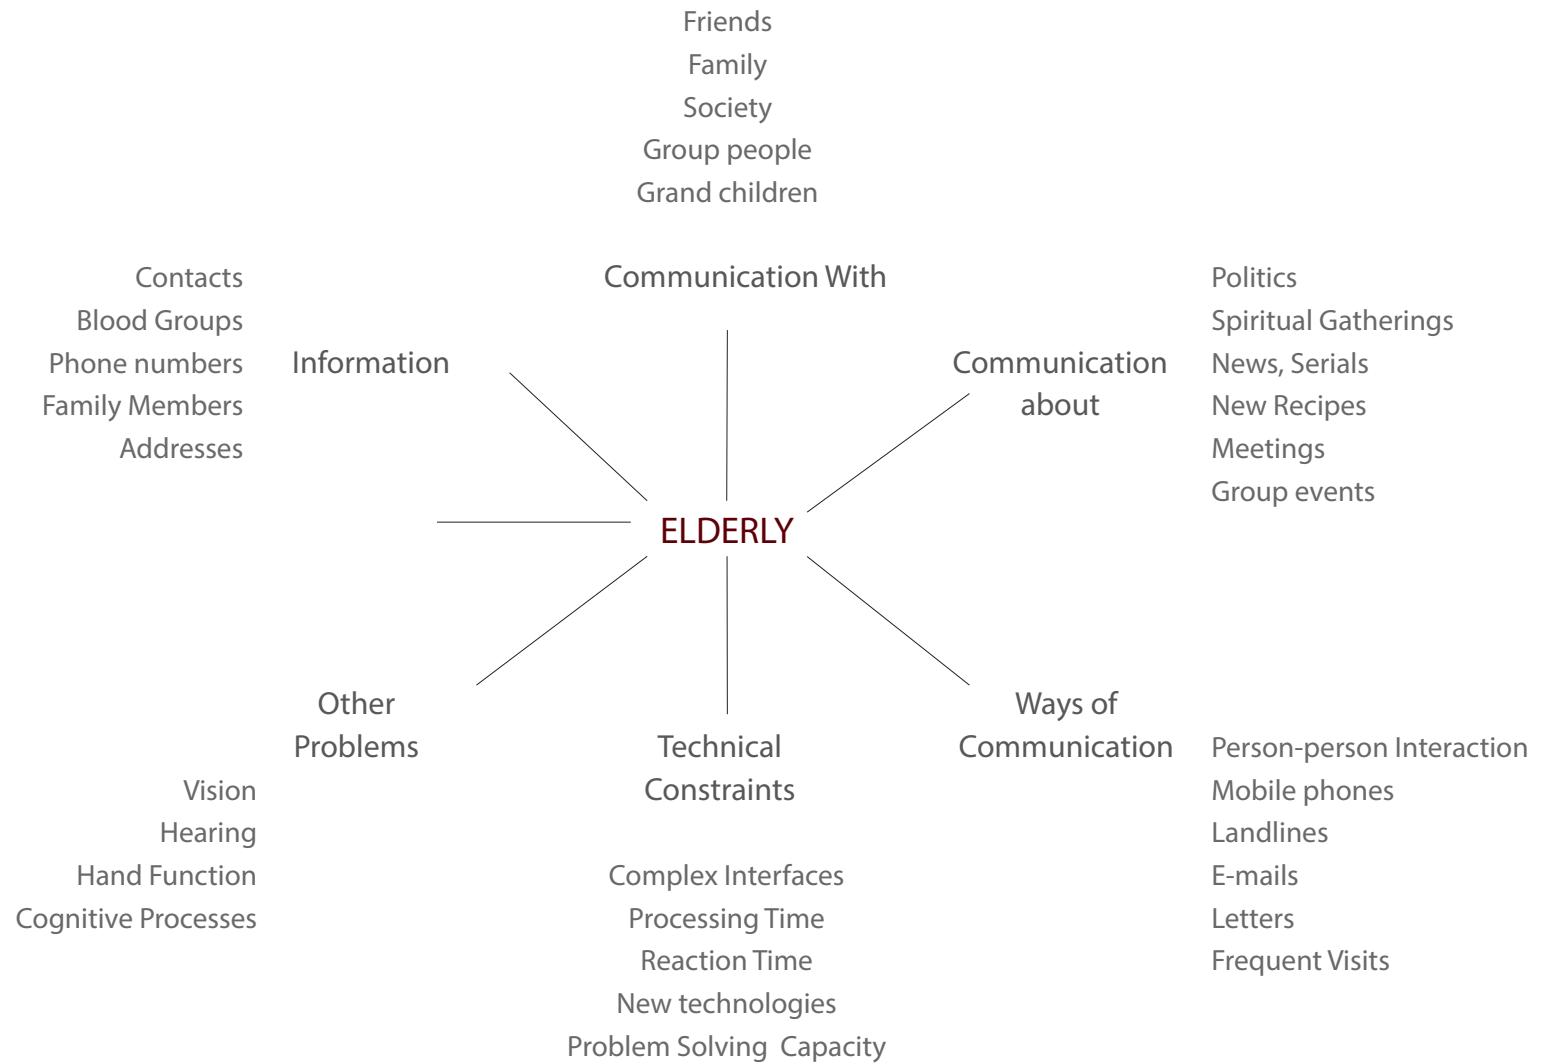 Friends
Family
Society
Group people
Grand children
Communication With
Contacts
Blood Groups
Phone numbers
Family Members
Addresses
Information
Communication
about
Politics
Spiritual Gatherings
News, Serials
New Recipes
Meetings
Group events
ELDERLY
Other
Problems
Vision
Hearing
Hand Function
Cognitive Processes
Technical
Constraints
Complex Interfaces
Processing Time
Reaction Time
New technologies
Problem Solving Capacity
Ways of
Communication
Person-person Interaction
Mobile phones
Landlines
E-mails
Letters
Frequent Visits